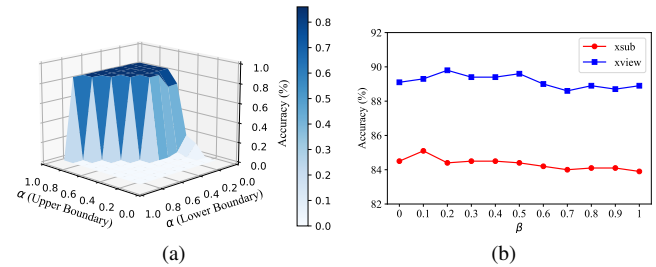 0.8
0.7
0.6
0.5
0.4
0.3
0.2
0.1
0.0
1.0
0.8
0.6
0.4
0.2
0.0
Accuracy (%)
1.0 0.8 0.6 0.4 0.2 0.0
α (Upper Boundary)
1.0 0.8 0.6 0.4 0.2 0.0
α (Lower Boundary)
(a)
92
90
88
86
84
82
Accuracy (%)
xsub
xview
0 0.1 0.2 0.3 0.4 0.5 0.6 0.7 0.8 0.9 1
β
(b)